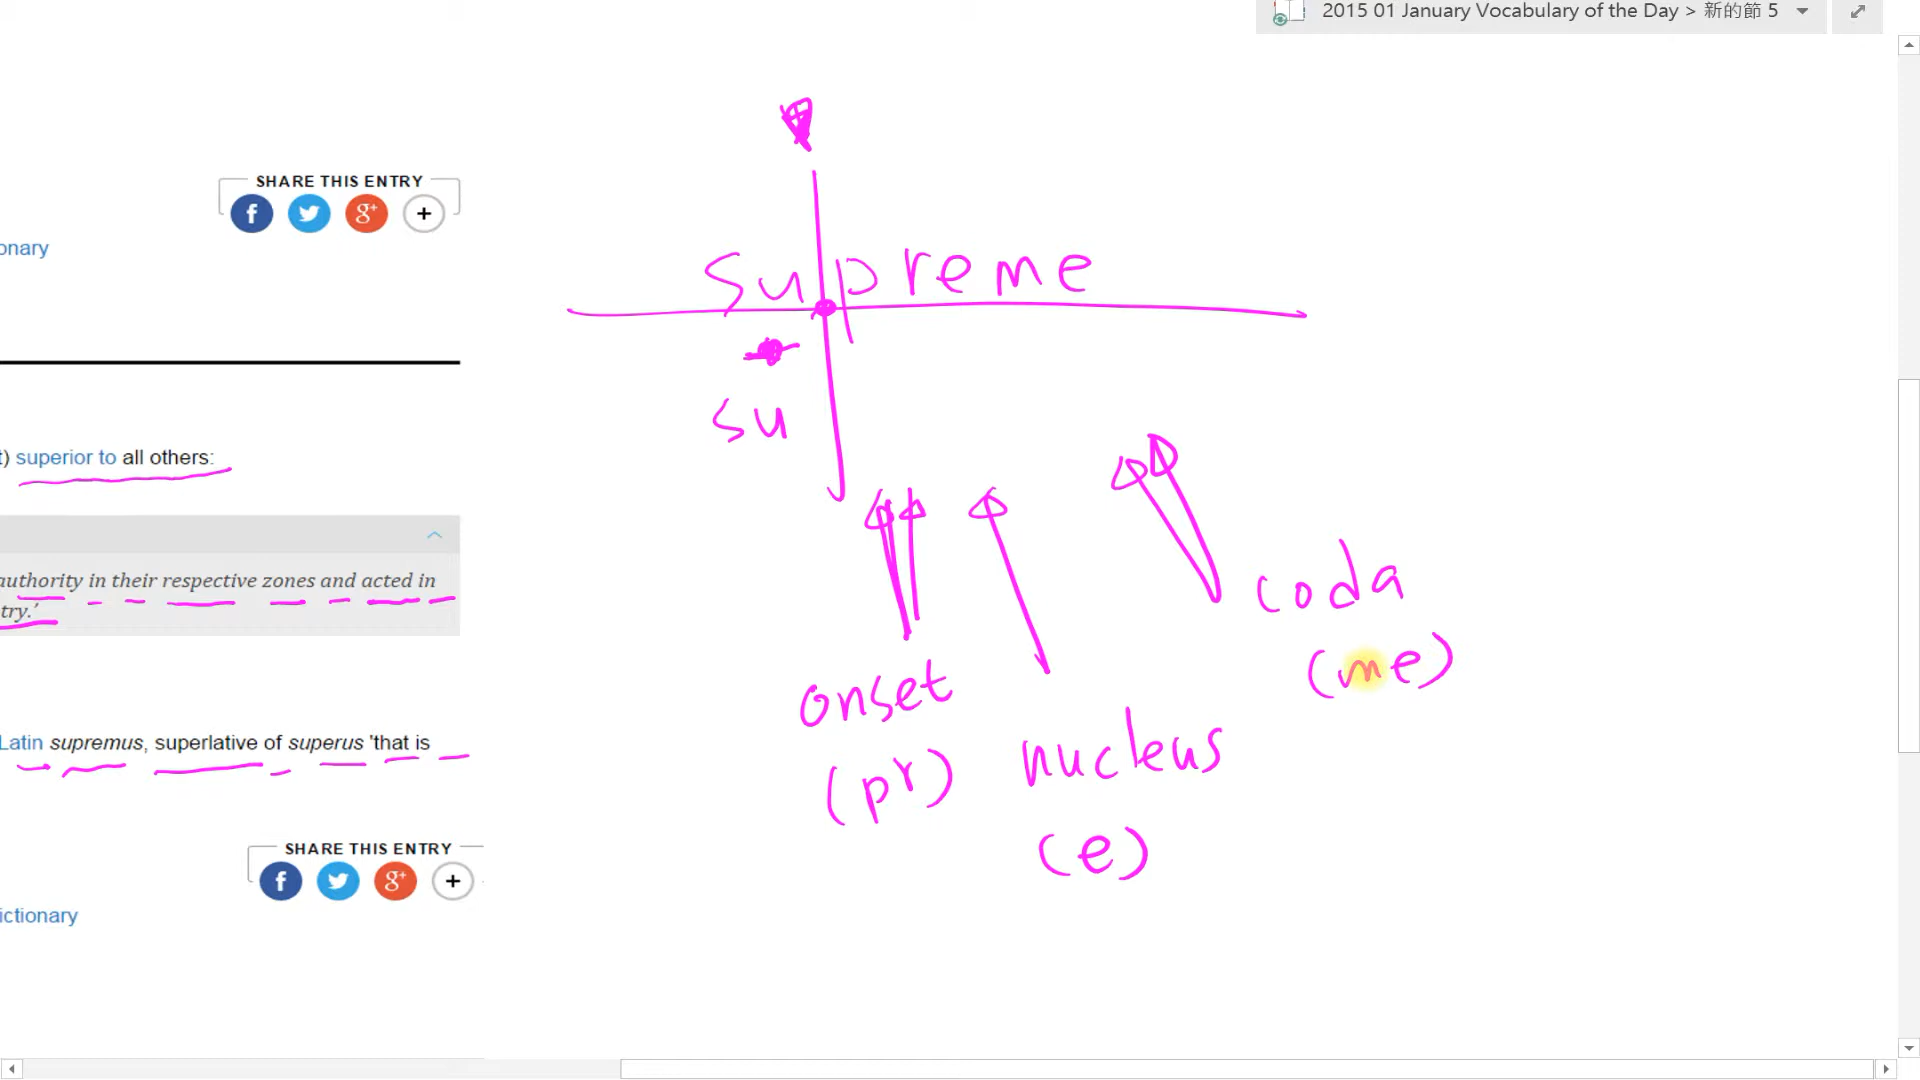 2015 01 January Vocabulary of the Day > 新的節 5
SHARE THIS ENTRY
f
g+
+
onary
supreme
su
t) superior to all others:
authority in their respective zones and acted in
try.'
coda
(me)
onset
(pr)
nucleus
(e)
Latin supremus, superlative of superus 'that is
SHARE THIS ENTRY
f
g+
+
ictionary